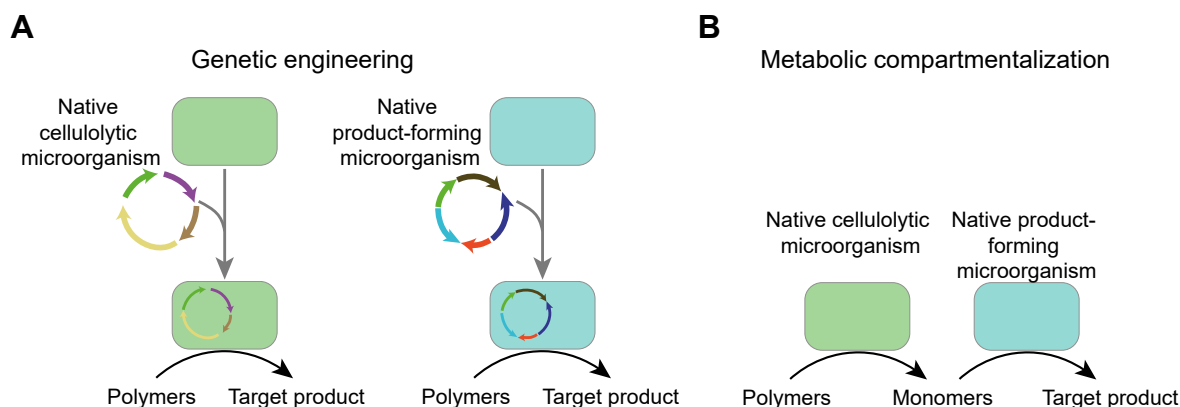 A
Genetic engineering
Native
cellulolytic
microorganism
Native
product-forming
microorganism
Polymers
Target product
Polymers
Target product
B
Metabolic compartmentalization
Native cellulolytic
microorganism
Native product-
forming
microorganism
Polymers
Monomers
Target product